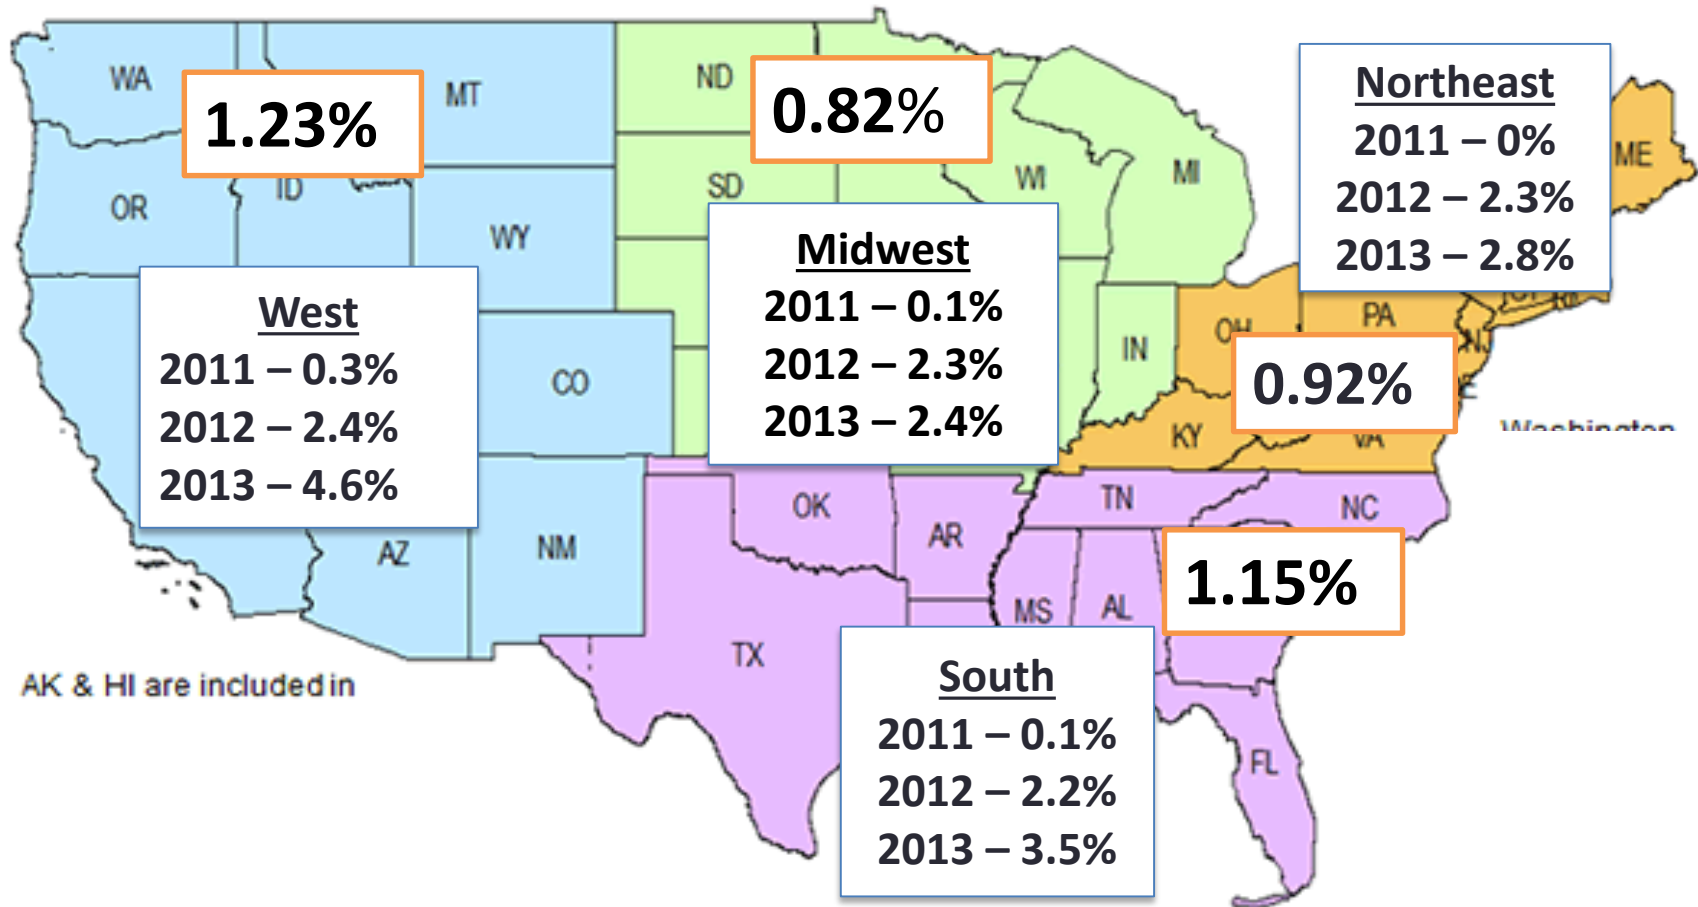 WA
MT
ND
1.23%
0.82%
Northeast
2011 – 0%
2012 – 2.3%
2013 – 2.8%
ME
OR
ID
WY
SD
WI
MI
West
2011 – 0.3%
2012 – 2.4%
2013 – 4.6%
CO
Midwest
2011 – 0.1%
2012 – 2.3%
2013 – 2.4%
IN
OH
PA
NJ
0.92%
KY
VA
Washington
AZ
NM
OK
AR
TN
NC
TX
MS
AL
1.15%
AK & HI are included in
South
2011 – 0.1%
2012 – 2.2%
2013 – 3.5%
FL